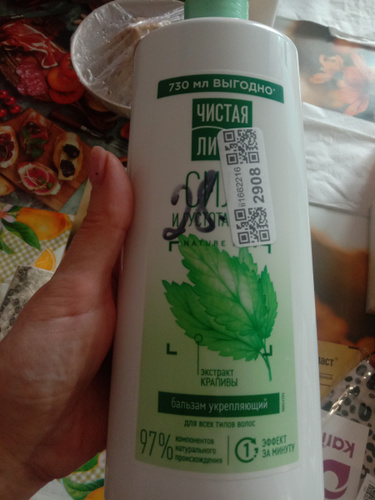 730 мл ВЫГОДНО*
ЧИСТАЯ
2908
NATURE
экстракт
КРАПИВЫ
бальзам укрепляющий
для всех типов волос
97% компонентов
натурального
происхождения
1 ЭФФЕКТ
ЗА МИНУТУ